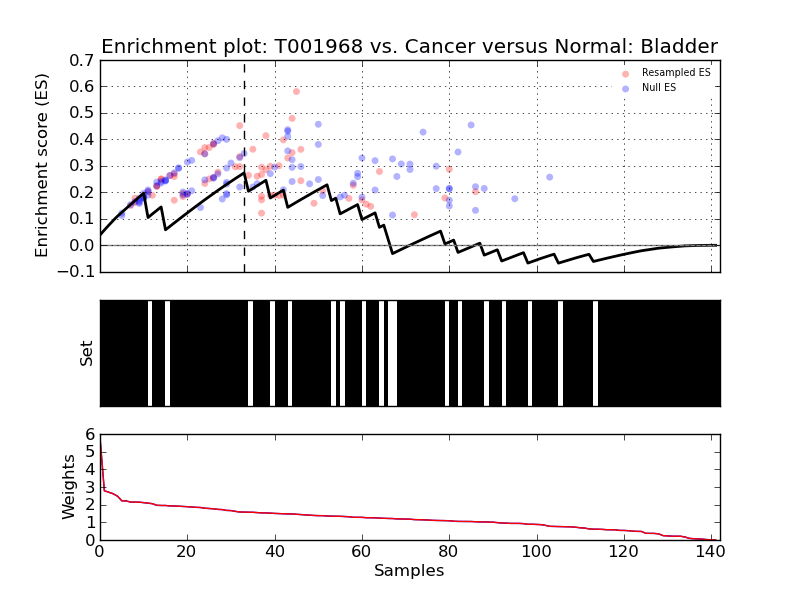 Enrichment plot: T001968 vs. Cancer versus Normal: Bladder
Enrichment score (ES)
0.7
0.6
0.5
0.4
0.3
0.2
0.1
0.0
−0.1
Resampled ES
Null ES
Set
Weights
6
5
4
3
2
1
0
0 20 40 60 80 100 120 140
Samples